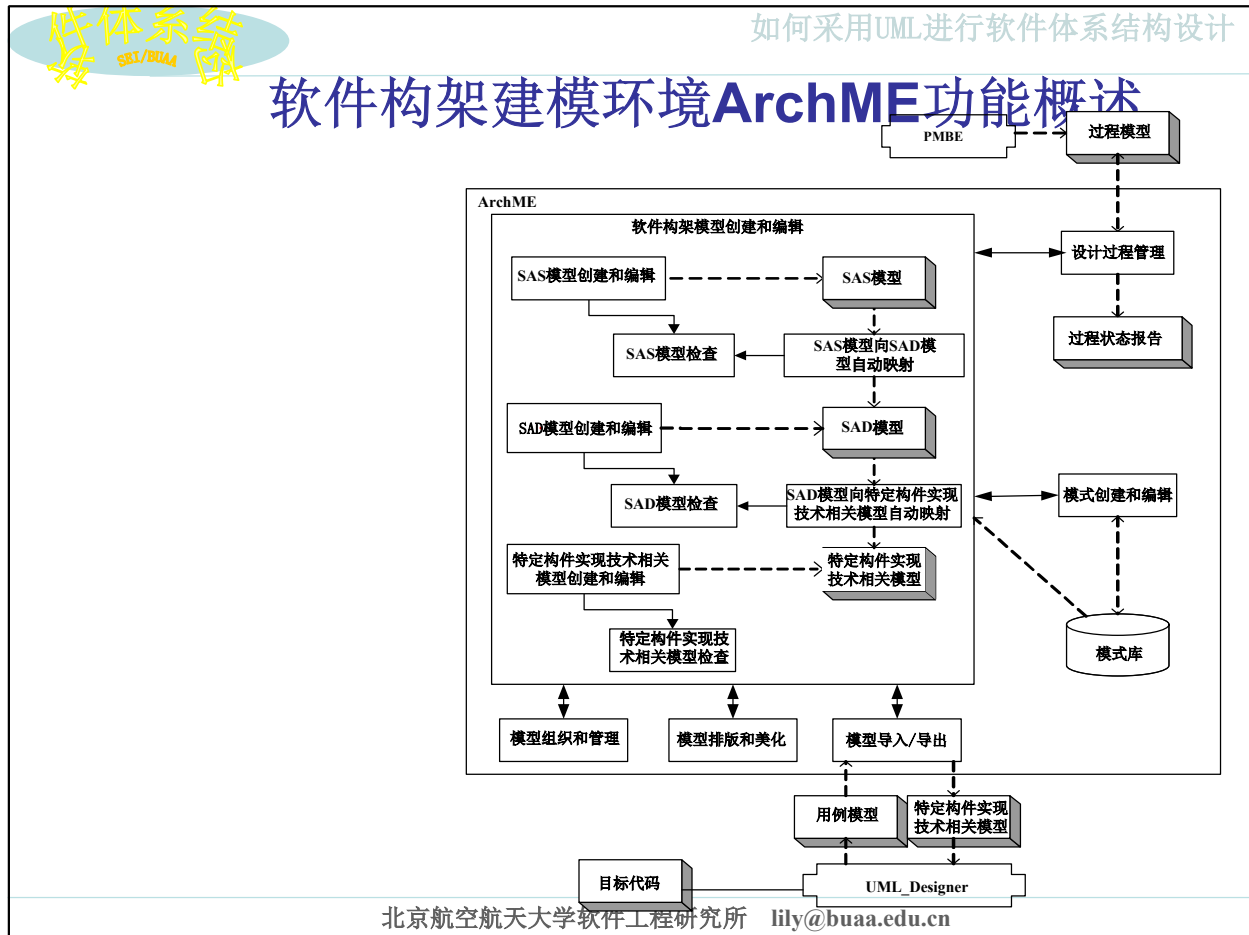 软件体系结构
SEI/BUAA
如何采用UML进行软件体系结构设计
软件构架建模环境ArchME功能概述
PMBE
过程模型
ArchME
软件构架模型创建和编辑
设计过程管理
SAS模型创建和编辑
SAS模型
过程状态报告
SAS模型检查
SAS模型向SAD模
型自动映射
SAD模型创建和编辑
SAD模型
SAD模型检查
SAD模型向特定构件实现
技术相关模型自动映射
模式创建和编辑
特定构件实现技术相关
模型创建和编辑
特定构件实现
技术相关模型
特定构件实现技
术相关模型检查
模式库
模型组织和管理
模型排版和美化
模型导入/导出
用例模型
特定构件实现
技术相关模型
目标代码
UML_Designer
北京航空航天大学软件工程研究所 lily@buaa.edu.cn